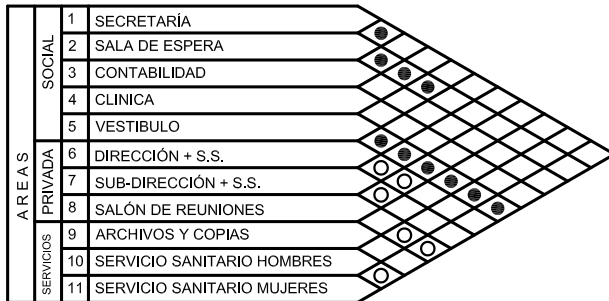 AREAS
SOCIAL
1 SECRETARÍA
2 SALA DE ESPERA
3 CONTABILIDAD
4 CLINICA
5 VESTIBULO
PRIVADA
6 DIRECCIÓN + S.S.
7 SUB-DIRECCIÓN + S.S.
8 SALÓN DE REUNIONES
SERVICIOS
9 ARCHIVOS Y COPIAS
10 SERVICIO SANITARIO HOMBRES
11 SERVICIO SANITARIO MUJERES